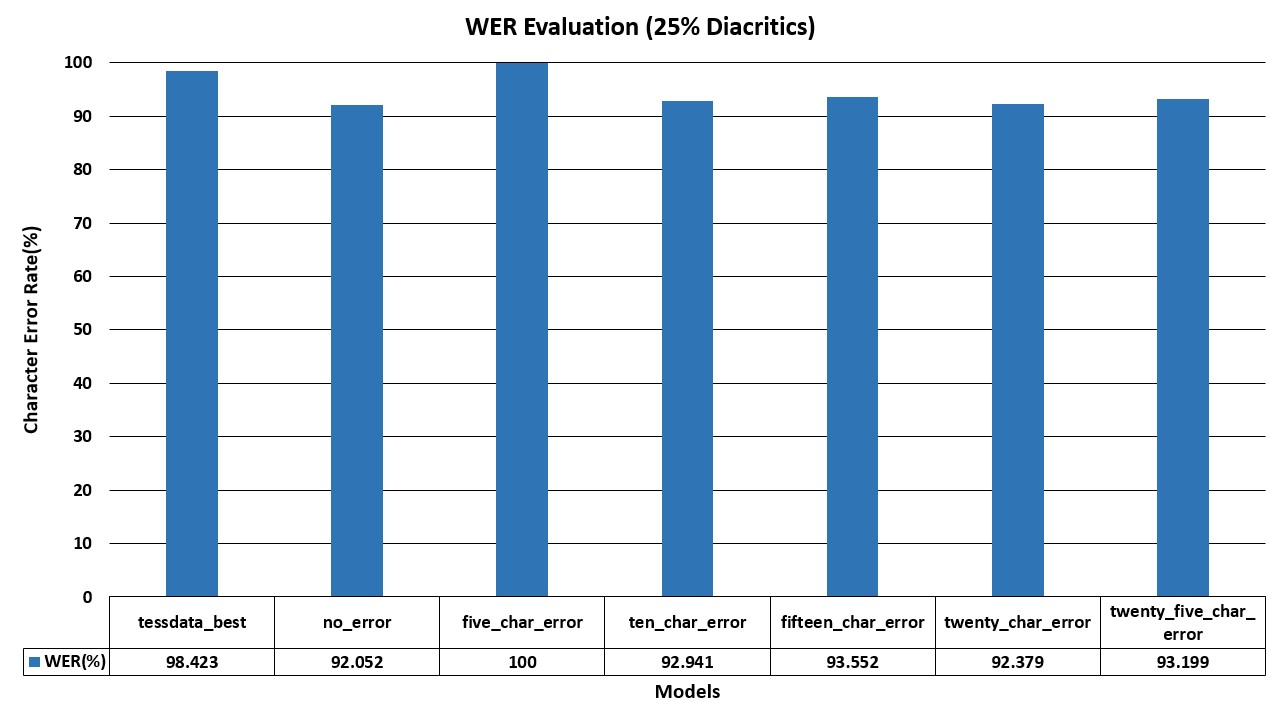 WER Evaluation (25% Diacritics)
100
90
80
70
60
50
40
30
20
10
0
Character Error Rate(%)
tessdata_best no_error five_char_error ten_char_error fifteen_char_error twenty_char_error twenty_five_char_
error
WER(%) 98.423 92.052 100 92.941 93.552 92.379 93.199
Models